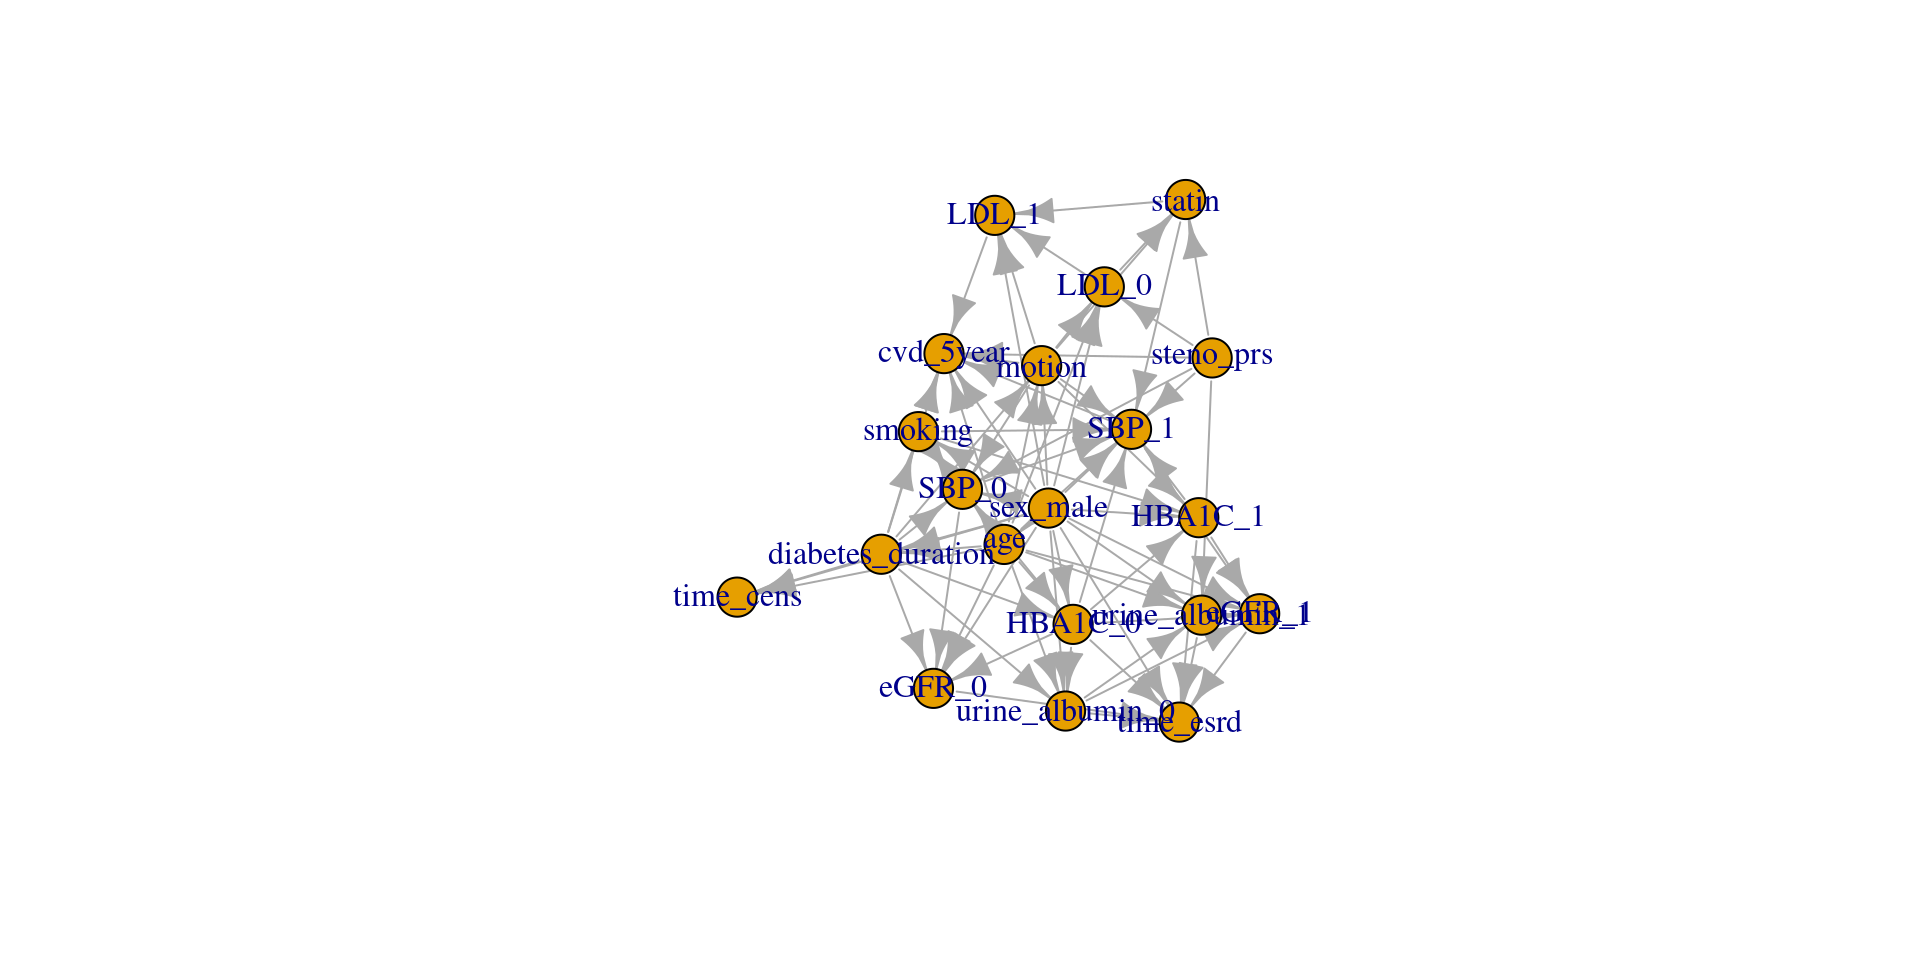 statin
LDL_1
LDL_0
cvd_5year
motion
steno_prs
smoking
SBP_1
SBP_0
sex_male
HBA1C_1
age
diabetes_duration
time_cens
HBA1C_0
urine_albumin_1
eGFR_1
eGFR_0
urine_albumin_0
time_esrd